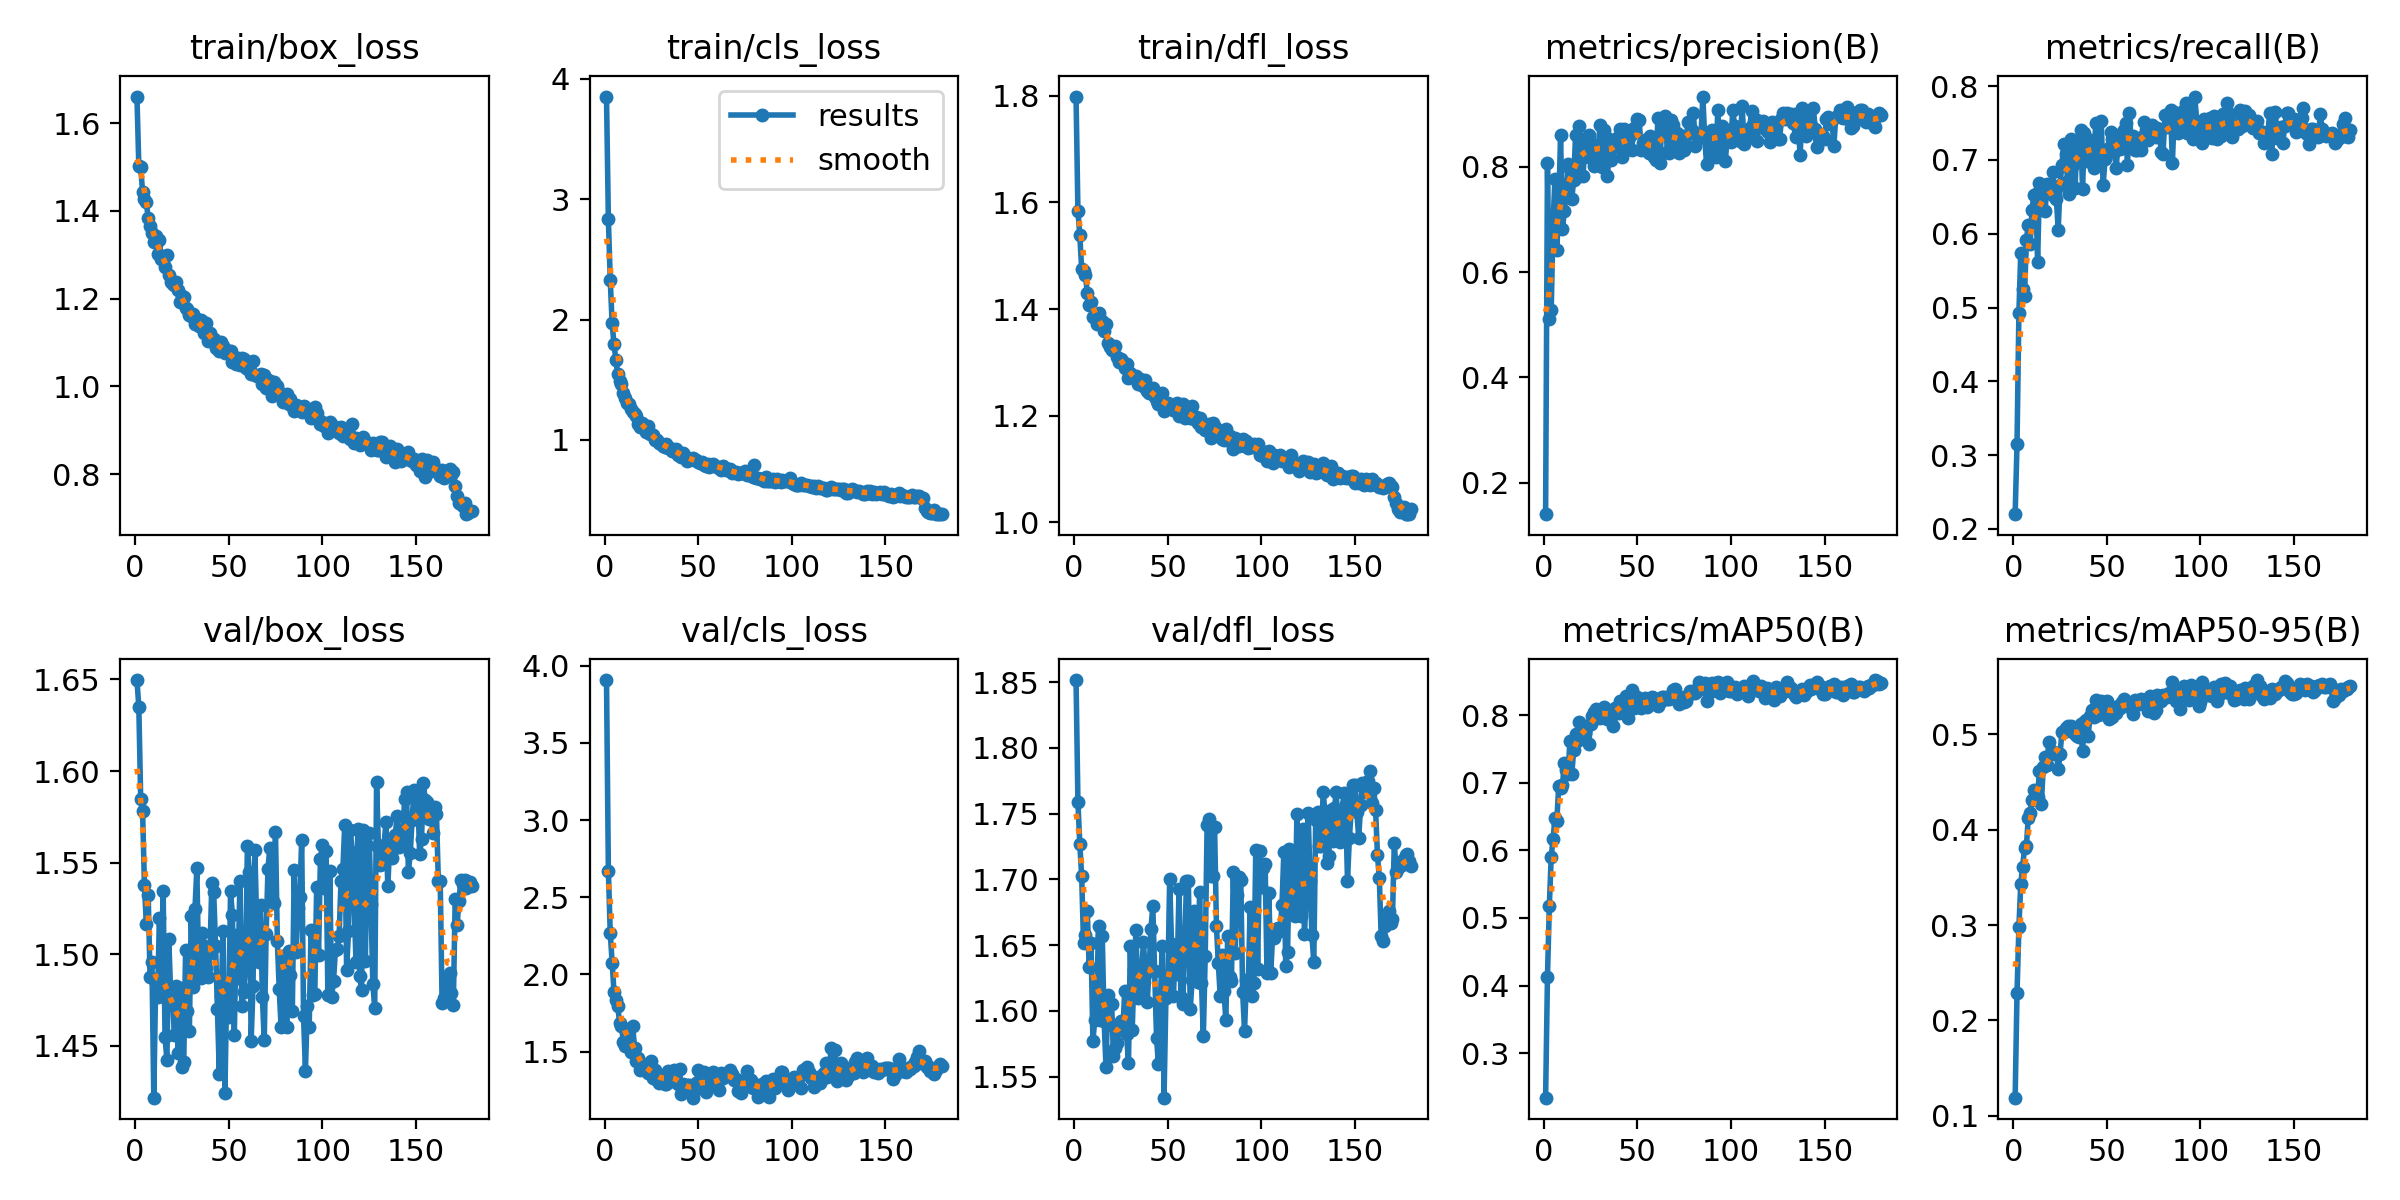 train/box_loss
1.6
1.4
1.2
1.0
0.8
0 50 100 150
train/cls_loss
results
smooth
4
3
2
1
0 50 100 150
train/dfl_loss
1.8
1.6
1.4
1.2
1.0
0 50 100 150
metrics/precision(B)
0.8
0.6
0.4
0.2
0 50 100 150
metrics/recall(B)
0.8
0.7
0.6
0.5
0.4
0.3
0.2
0 50 100 150
val/box_loss
1.65
1.60
1.55
1.50
1.45
0 50 100 150
val/cls_loss
4.0
3.5
3.0
2.5
2.0
1.5
0 50 100 150
val/dfl_loss
1.85
1.80
1.75
1.70
1.65
1.60
1.55
0 50 100 150
metrics/mAP50(B)
0.8
0.7
0.6
0.5
0.4
0.3
0 50 100 150
metrics/mAP50-95(B)
0.5
0.4
0.3
0.2
0.1
0 50 100 150